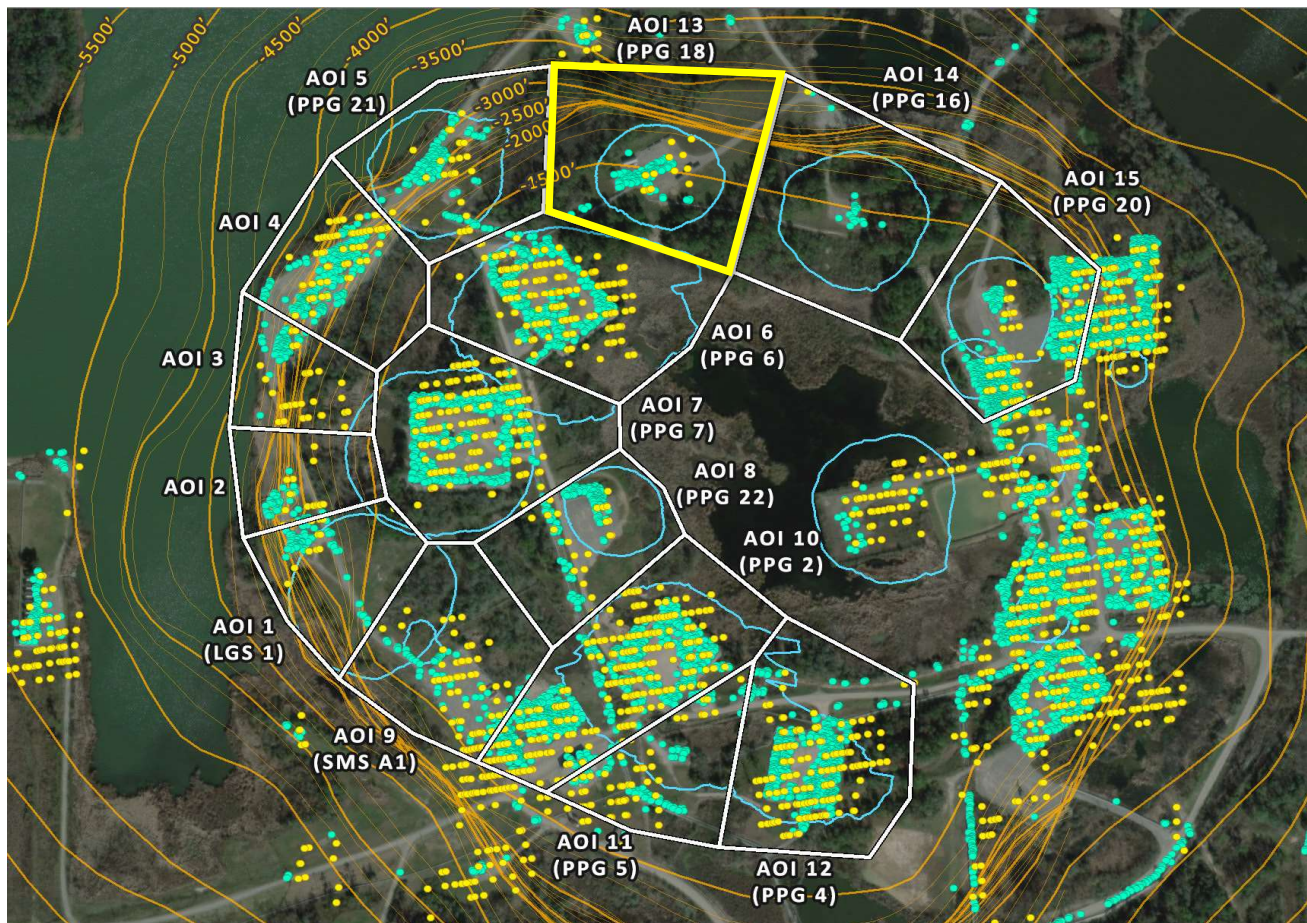 -5500'
-5000'
-4500'
-4000'
-3500'
-3000'
-2500'
-2000
-1500'
AOI 13
(PPG 18)
AOI 5
(PPG 21)
AOI 14
(PPG 16)
AOI 15
(PPG 20)
AOI 4
AOI 3
AOI 6
(PPG 6)
AOI 7
(PPG 7)
AOI 2
AOI 8
(PPG 22)
AOI 10
(PPG 2)
AOI 1
(LGS 1)
AOI 9
(SMS A1)
AOI 11
(PPG 5)
AOI 12
(PPG 4)